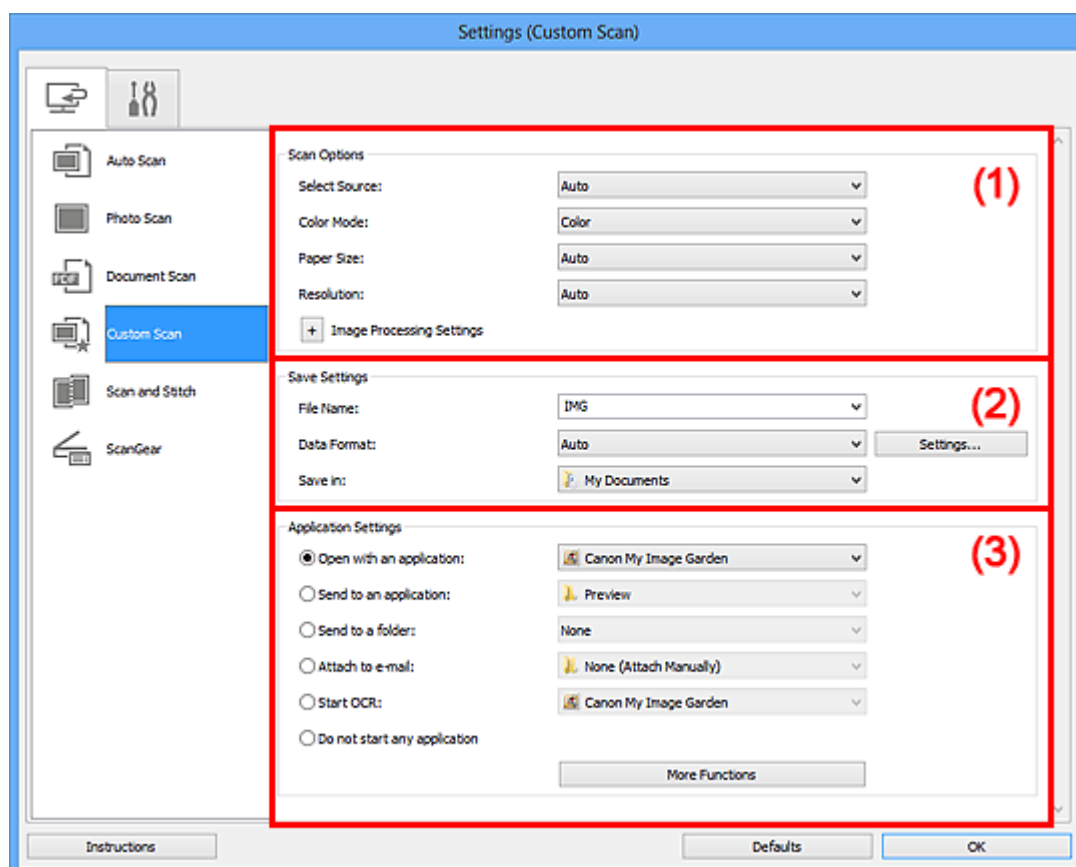 Settings (Custom Scan)
Auto Scan
Photo Scan
Document Scan
Custom Scan
Scan and Stitch
ScanGear
Scan Options
(1)
Select Source: Auto
Color Mode: Color
Paper Size: Auto
Resolution: Auto
+ Image Processing Settings
Save Settings
(2)
File Name: IMG
Data Format: Auto Settings...
Save in: My Documents
Application Settings
(3)
Open with an application: Canon My Image Garden
Send to an application: Preview
Send to a folder: None
Attach to e-mail: None (Attach Manually)
Start OCR: Canon My Image Garden
Do not start any application
More Functions
Instructions Defaults OK